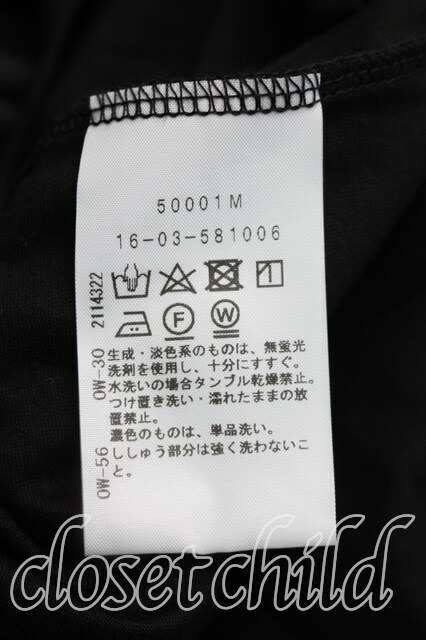 50001M
16-03-581006
2114322
F
W
OW-30
生成・淡色系のものは、無蛍光
洗剤を使用し、十分にすすぐ。
水洗いの場合タンブル乾燥禁止。
つけ置き洗い・濡れたままの放
置禁止。
濃色のものは、単品洗い。
OW-56
ししゅう部分は強く洗わないこ
と。
closet child